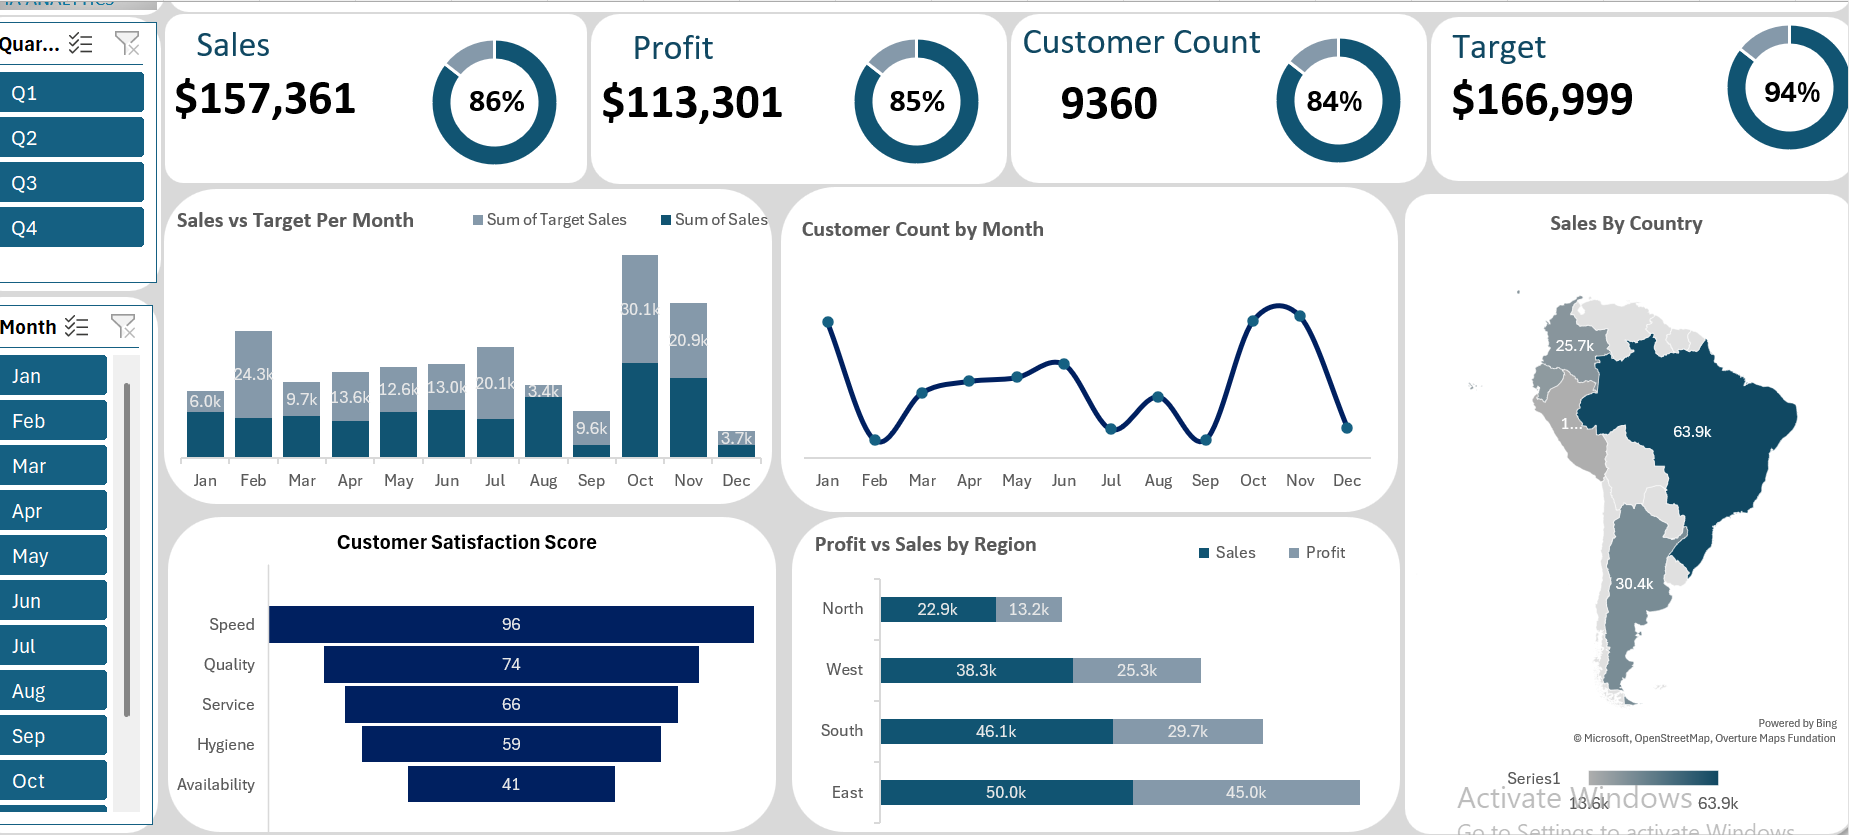 Quar...
Q1
Q2
Q3
Q4
Month
Jan
Feb
Mar
Apr
May
Jun
Jul
Aug
Sep
Oct
Sales
$157,361
86%
Profit
$113,301
85%
Customer Count
9360
84%
Target
$166,999
94%
Sales vs Target Per Month
Sum of Target Sales Sum of Sales
6.0k 24.3k 9.7k 13.6k 12.6k 13.0k 20.1k 3.4k 9.6k 30.1k 20.9k 3.7k
Jan Feb Mar Apr May Jun Jul Aug Sep Oct Nov Dec
Customer Count by Month
Jan Feb Mar Apr May Jun Jul Aug Sep Oct Nov Dec
Sales By Country
25.7k
1...
63.9k
30.4k
Powered by Bing
© Microsoft, OpenStreetMap, Overture Maps Fundation
Series1
13.6k 63.9k
Customer Satisfaction Score
Speed 96
Quality 74
Service 66
Hygiene 59
Availability 41
Profit vs Sales by Region
Sales Profit
North 22.9k 13.2k
West 38.3k 25.3k
South 46.1k 29.7k
East 50.0k 45.0k
Activate Windows
Go to Settings to activate Windows.